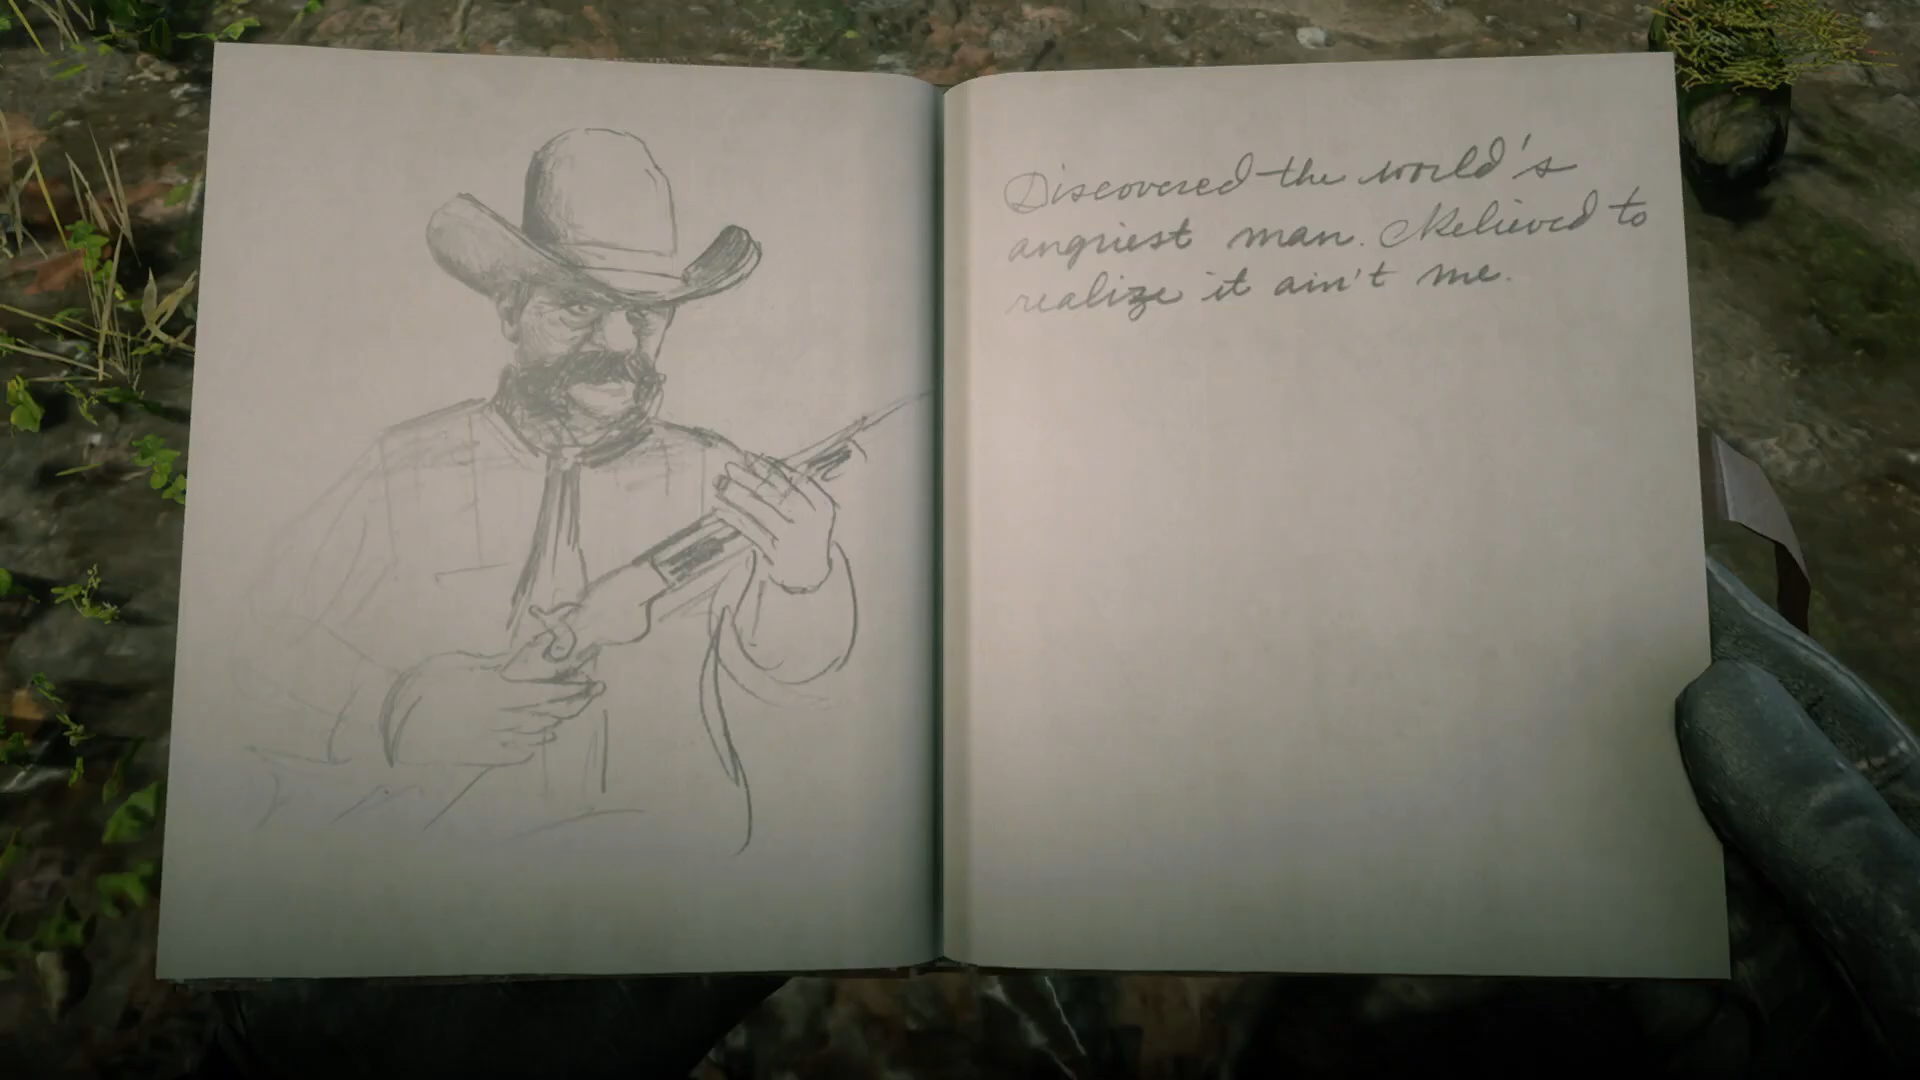 Discovered the world's
angriest man. Relieved to
realize it ain't me.